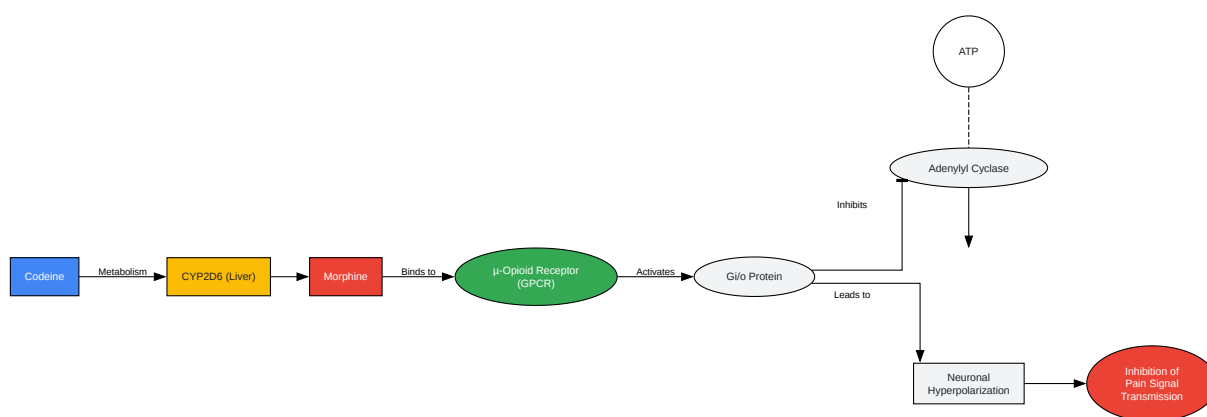 ATP
Adenylyl Cyclase
Inhibits
Codeine
Metabolism
CYP2D6 (Liver)
Morphine
Binds to
µ-Opioid Receptor
(GPCR)
Activates
Gi/o Protein
Leads to
Neuronal
Hyperpolarization
Inhibition of
Pain Signal
Transmission